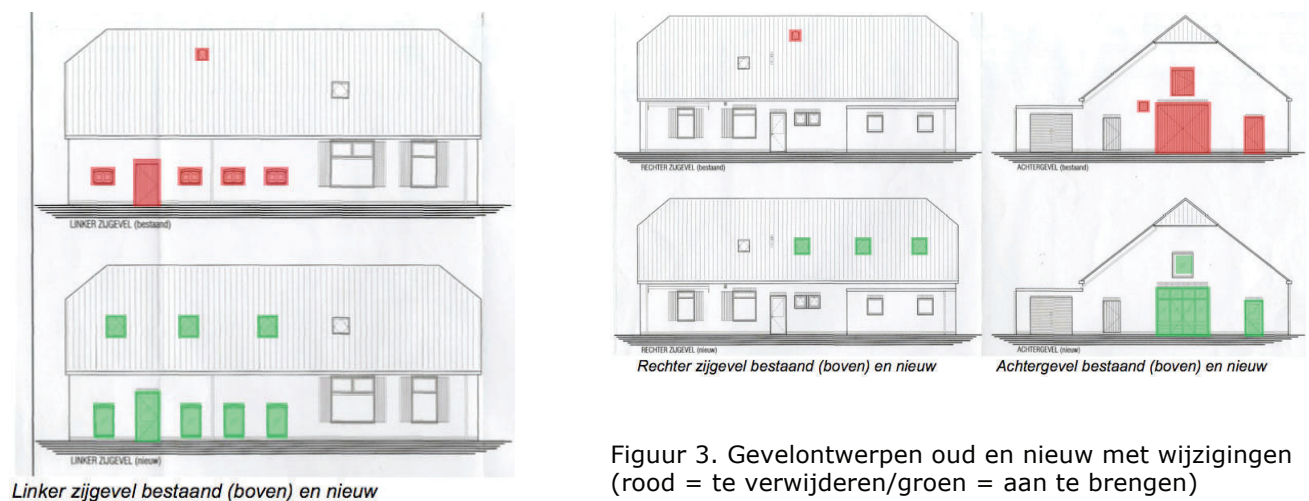 LINKER ZIJGEVEL (bestaand)
LINKER ZIJGEVEL (nieuw)
Linker zijgevel bestaand (boven) en nieuw
RECHTER ZIJGEVEL (bestaand)
ACHTERGEVEL (bestaand)
RECHTER ZIJGEVEL (nieuw)
ACHTERGEVEL (nieuw)
Rechter zijgevel bestaand (boven) en nieuw
Achtergevel bestaand (boven) en nieuw
Figuur 3. Gevelontwerpen oud en nieuw met wijzigingen
(rood = te verwijderen/groen = aan te brengen)